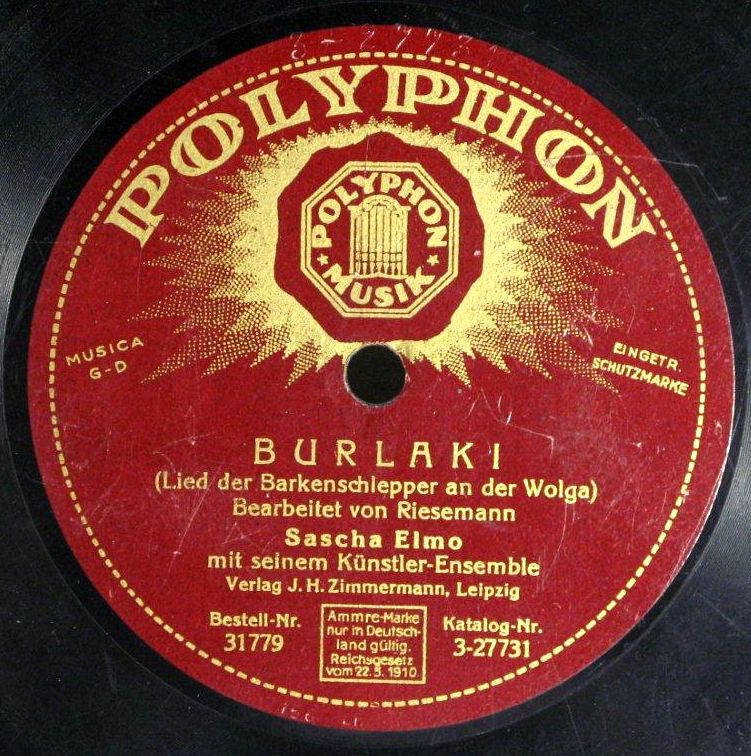 POLYPHON
POLYPHON
MUSIK
MUSICA
G-D
EINGETR.
SCHUTZMARKE
BURLAKI
(Lied der Barkenschlepper an der Wolga)
Bearbeitet von Riesemann
Sascha Elmo
mit seinem Künstler-Ensemble
Verlag J. H. Zimmermann, Leipzig
Bestell-Nr.
31779
Ammre-Marke
nur in Deutsch-
land gültig.
Reichsgesetz
vom 22.5.1910.
Katalog-Nr.
3-27731